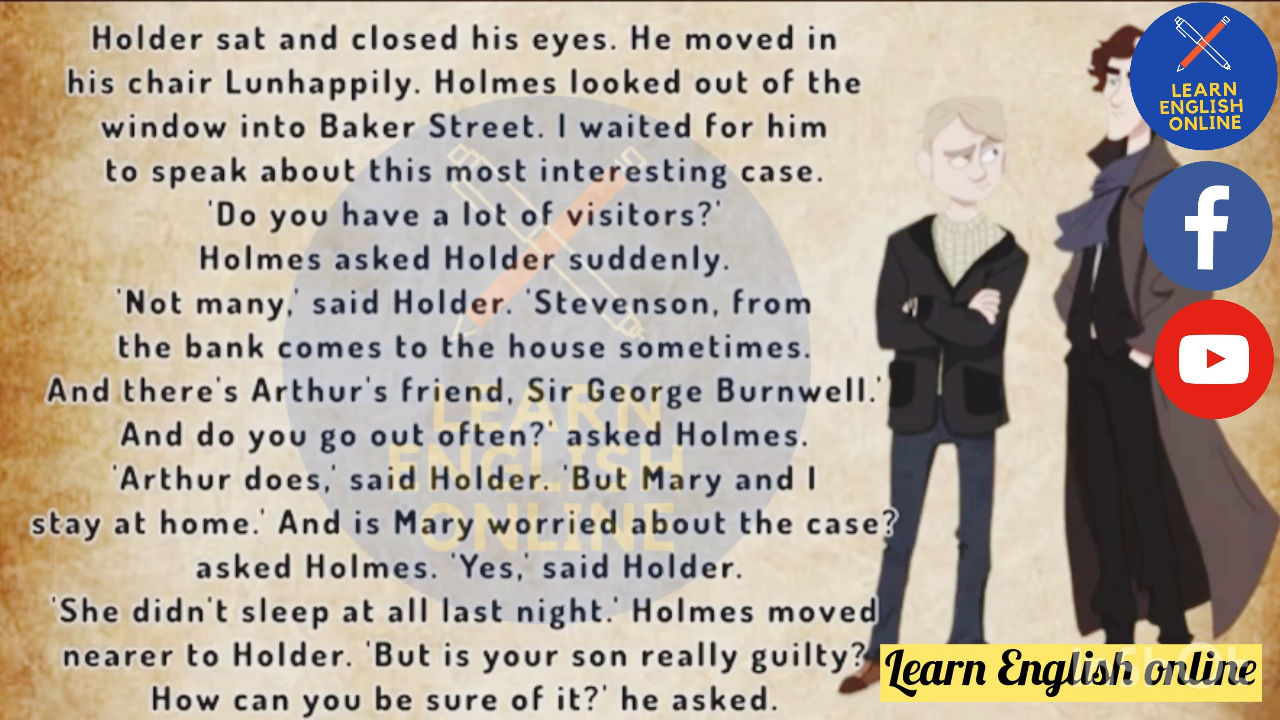 Holder sat and closed his eyes. He moved in
his chair Lunhappily. Holmes looked out of the
window into Baker Street. I waited for him
to speak about this most interesting case.
'Do you have a lot of visitors?'
Holmes asked Holder suddenly.
'Not many,' said Holder. 'Stevenson, from
the bank comes to the house sometimes.
And there's Arthur's friend, Sir George Burnwell.'
And do you go out often?' asked Holmes.
'Arthur does,' said Holder. 'But Mary and I
stay at home.' And is Mary worried about the case?
asked Holmes. 'Yes,' said Holder.
'She didn't sleep at all last night.' Holmes moved
nearer to Holder. 'But is your son really guilty?
How can you be sure of it?' he asked.
LEARN
ENGLISH
ONLINE
LEARN
ENGLISH
ONLINE
f
Learn English online